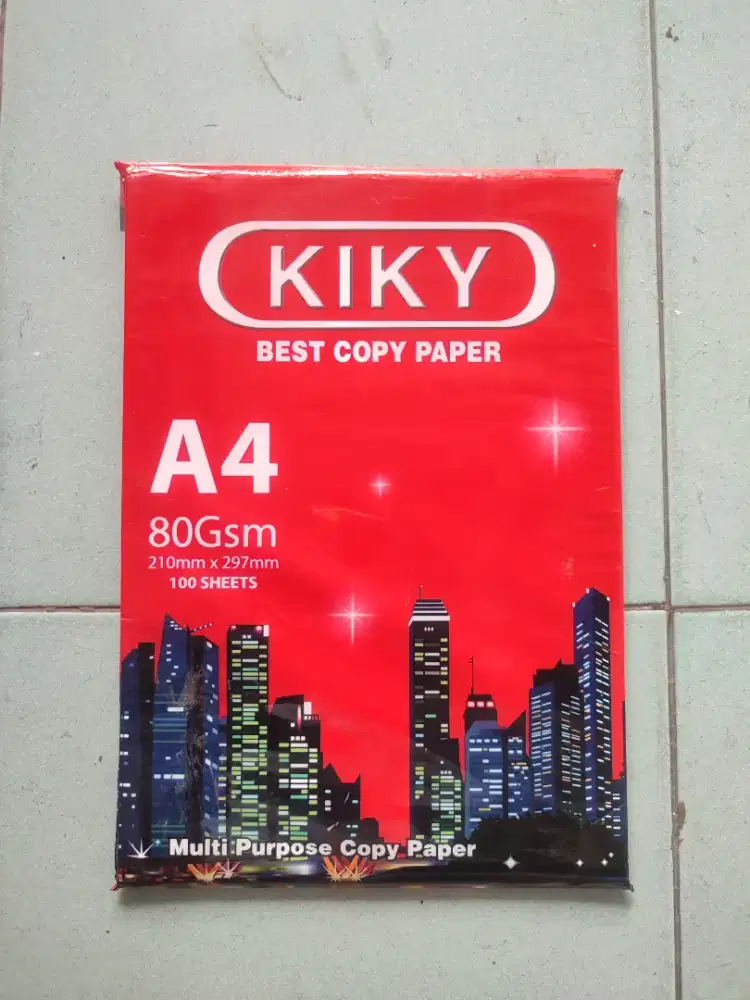 KIKY
BEST COPY PAPER
A4
80Gsm
210mm x 297mm
100 SHEETS
Multi Purpose Copy Paper